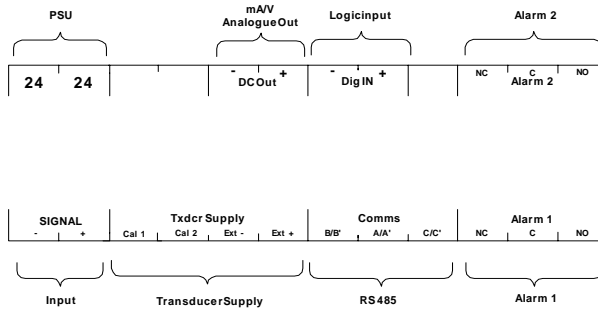 PSU
mA/V
Analogue Out
Logic input
Alarm 2
24 24
- +
DC Out
- +
Dig IN
NC C NO
Alarm 2
SIGNAL
- +
Txdcr Supply
Cal 1 Cal 2 Ext - Ext +
Comms
B/B' A/A' C/C'
Alarm 1
NC C NO
Input
Transducer Supply
RS485
Alarm 1